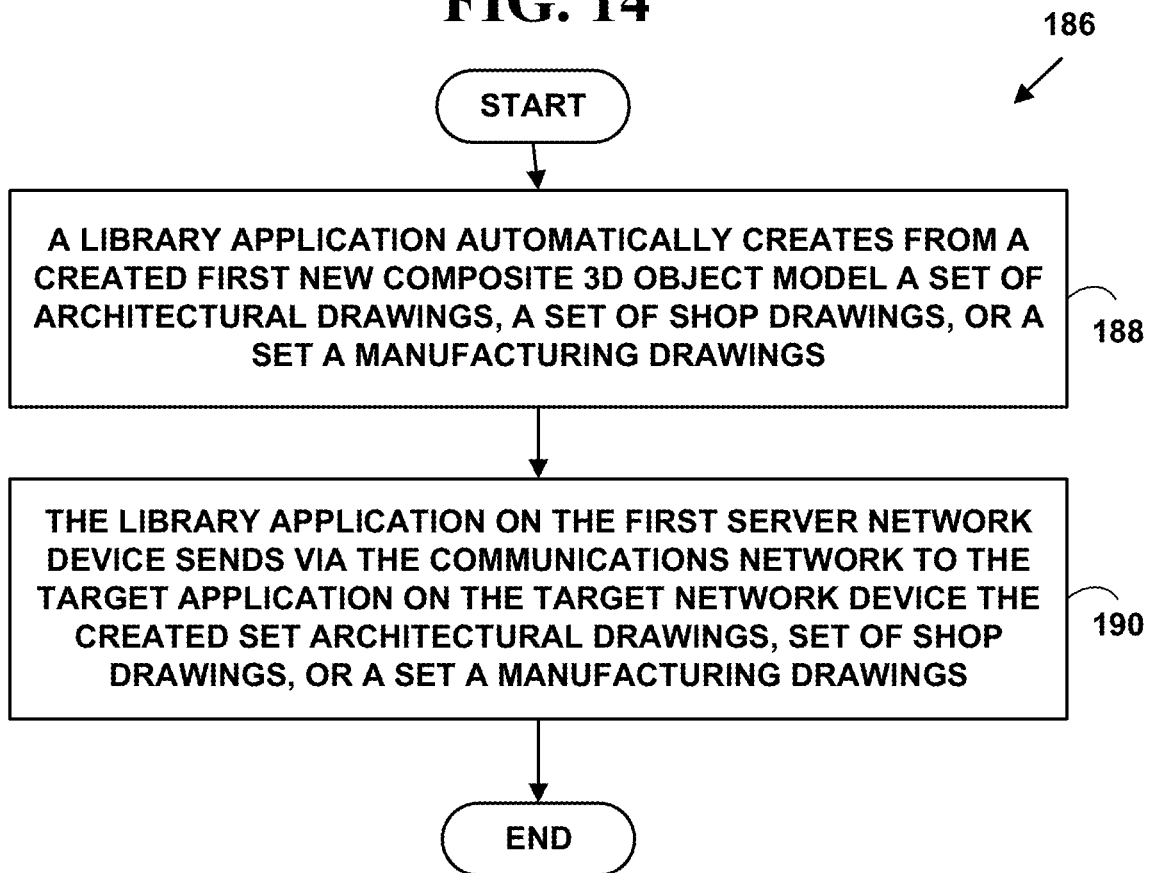 FIG. 14
186
START
A LIBRARY APPLICATION AUTOMATICALLY CREATES FROM A
CREATED FIRST NEW COMPOSITE 3D OBJECT MODEL A SET OF
ARCHITECTURAL DRAWINGS, A SET OF SHOP DRAWINGS, OR A
SET A MANUFACTURING DRAWINGS
188
THE LIBRARY APPLICATION ON THE FIRST SERVER NETWORK
DEVICE SENDS VIA THE COMMUNICATIONS NETWORK TO THE
TARGET APPLICATION ON THE TARGET NETWORK DEVICE THE
CREATED SET ARCHITECTURAL DRAWINGS, SET OF SHOP
DRAWINGS, OR A SET A MANUFACTURING DRAWINGS
190
END